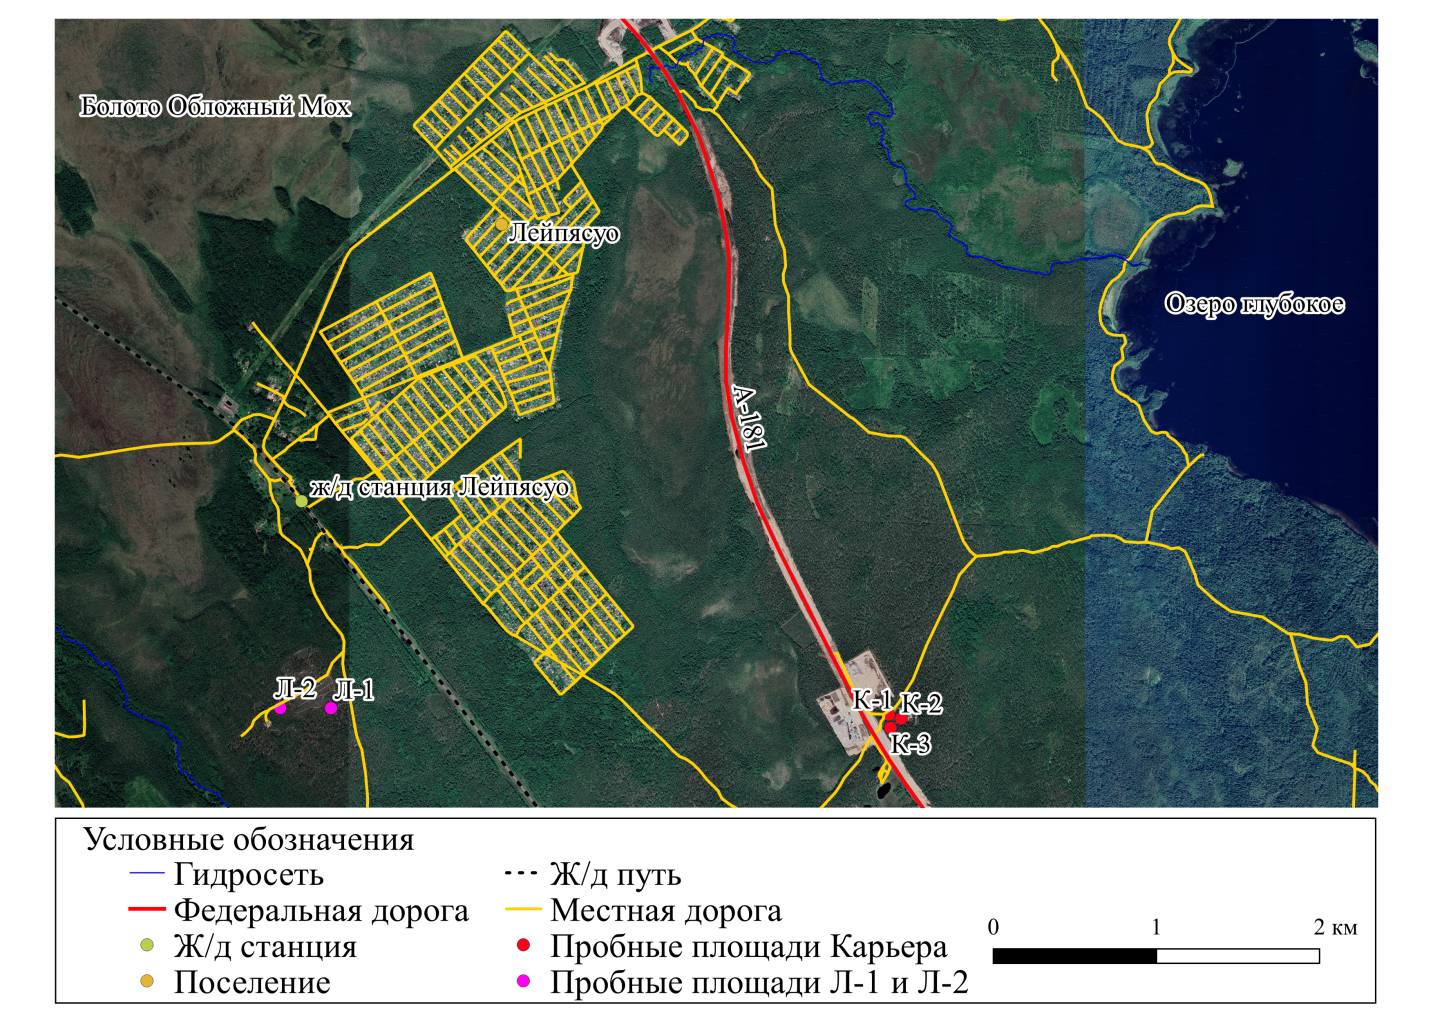 Болото Обложный Мох
Лейпясуо
Озеро глубокое
А-181
ж/д станция Лейпясуо
Л-2
Л-1
К-1
К-2
К-3
Условные обозначения
Гидросеть
Ж/д путь
Федеральная дорога
Местная дорога
Ж/д станция
Пробные площади Карьера
Поселение
Пробные площади Л-1 и Л-2
0 1 2 км